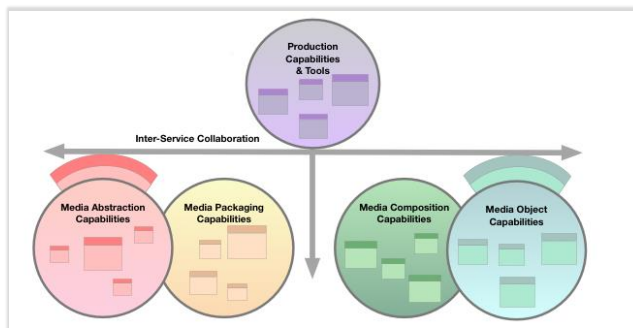 Production
Capabilities
& Tools
Inter-Service Collaboration
Media Abstraction
Capabilities
Media Packaging
Capabilities
Media Composition
Capabilities
Media Object
Capabilities